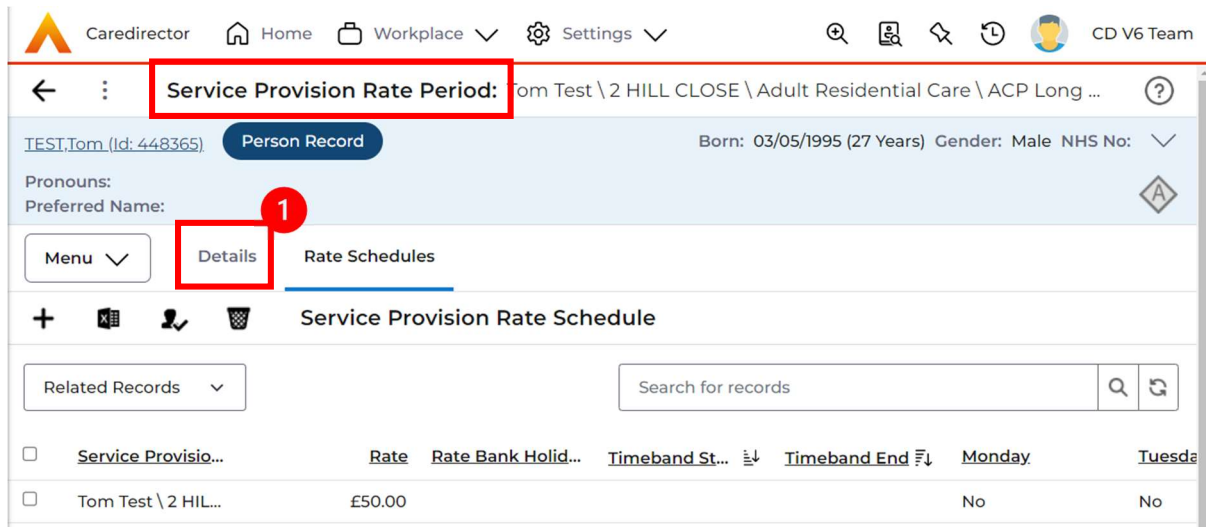 Caredirector Home Workplace Settings CD V6 Team
Service Provision Rate Period: Tom Test \ 2 HILL CLOSE \ Adult Residential Care \ ACP Long ...
TEST,Tom (Id: 448365) Person Record Born: 03/05/1995 (27 Years) Gender: Male NHS No:
Pronouns:
Preferred Name:
A
1
Menu Details Rate Schedules
Service Provision Rate Schedule
Related Records Search for records
Service Provisio... Rate Rate Bank Holid... Timeband St... Timeband End Monday Tuesda
Tom Test \ 2 HIL... £50.00 No No